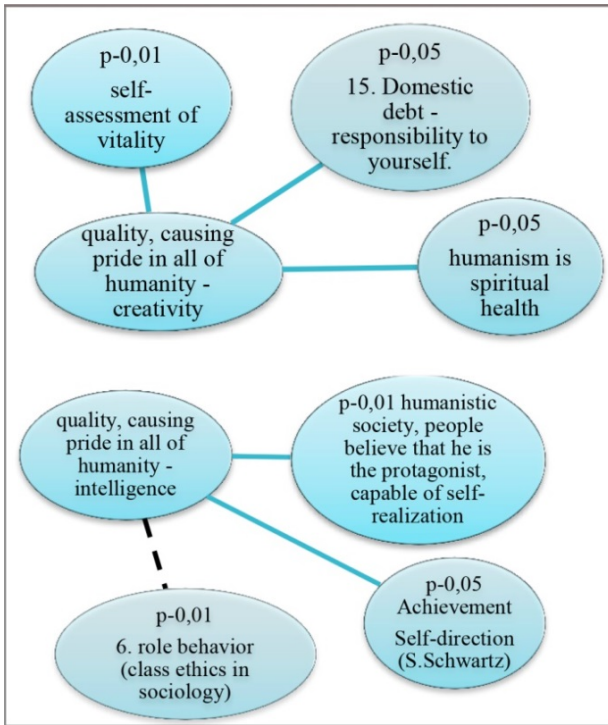 p-0,01
self-
assessment of
vitality
p-0,05
15. Domestic
debt -
responsibility to
yourself.
quality, causing
pride in all of
humanity -
creativity
p-0,05
humanism is
spiritual
health
quality, causing
pride in all of
humanity -
intelligence
p-0,01 humanistic
society, people
believe that he is
the protagonist,
capable of self-
realization
p-0,01
6. role behavior
(class ethics in
sociology)
p-0,05
Achievement
Self-direction
(S.Schwartz)